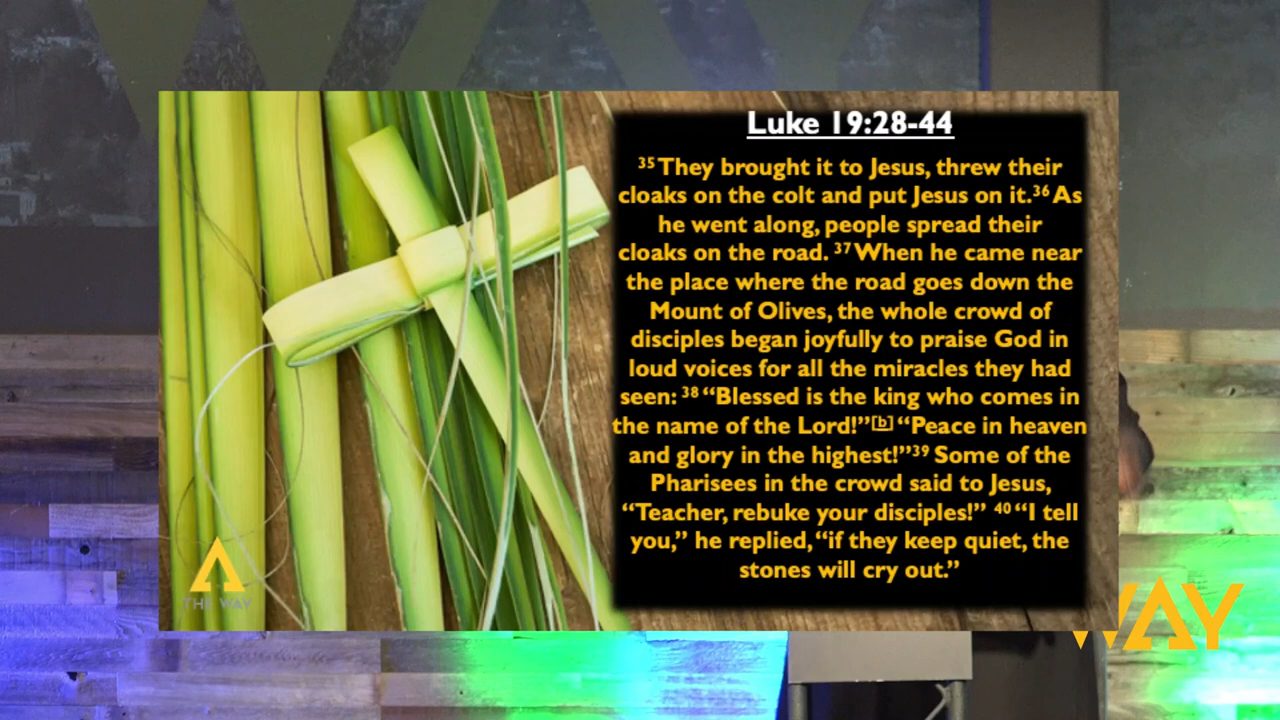 Luke 19:28-44
³⁵ They brought it to Jesus, threw their
cloaks on the colt and put Jesus on it.³⁶ As
he went along, people spread their
cloaks on the road. ³⁷ When he came near
the place where the road goes down the
Mount of Olives, the whole crowd of
disciples began joyfully to praise God in
loud voices for all the miracles they had
seen: ³⁸ “Blessed is the king who comes in
the name of the Lord!”[b] “Peace in heaven
and glory in the highest!”³⁹ Some of the
Pharisees in the crowd said to Jesus,
“Teacher, rebuke your disciples!” ⁴⁰ “I tell
you,” he replied, “if they keep quiet, the
stones will cry out.”
THE WAY
WAY